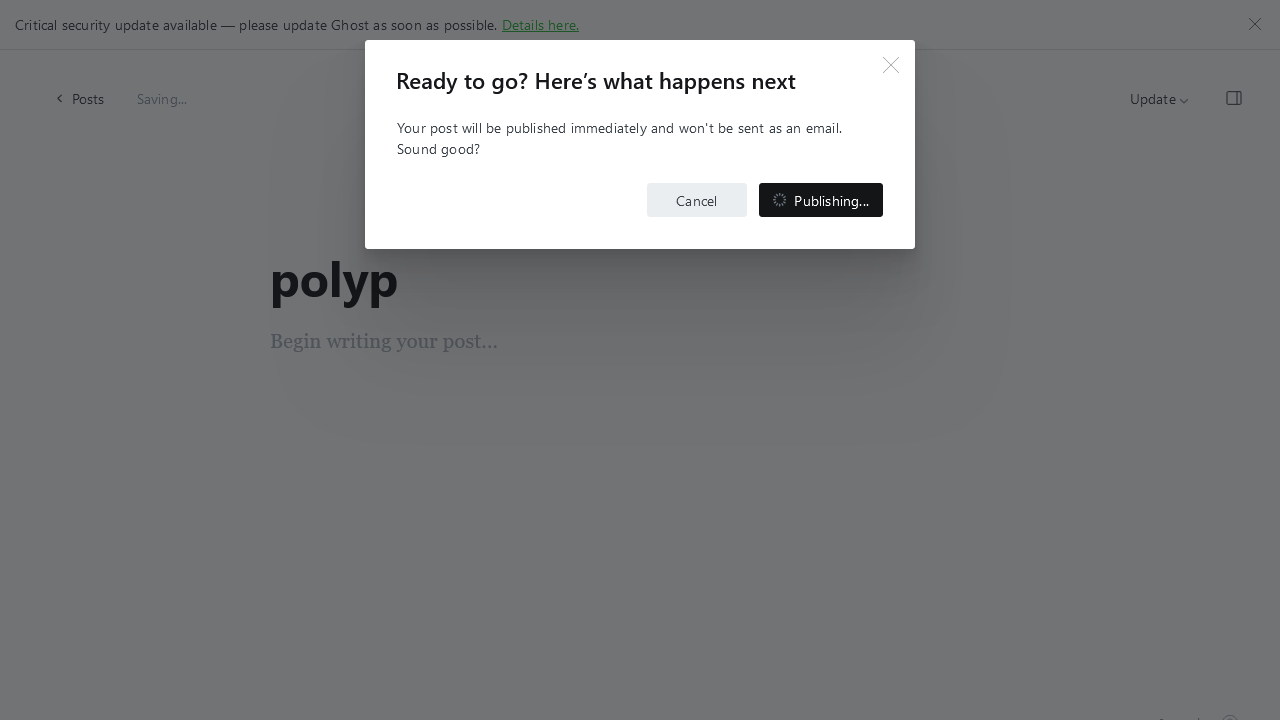 Critical security update available — please update Ghost as soon as possible. Details here.
Ready to go? Here’s what happens next
Posts
Saving...
Update
Your post will be published immediately and won't be sent as an email.
Sound good?
Cancel
Publishing...
polyp
Begin writing your post...